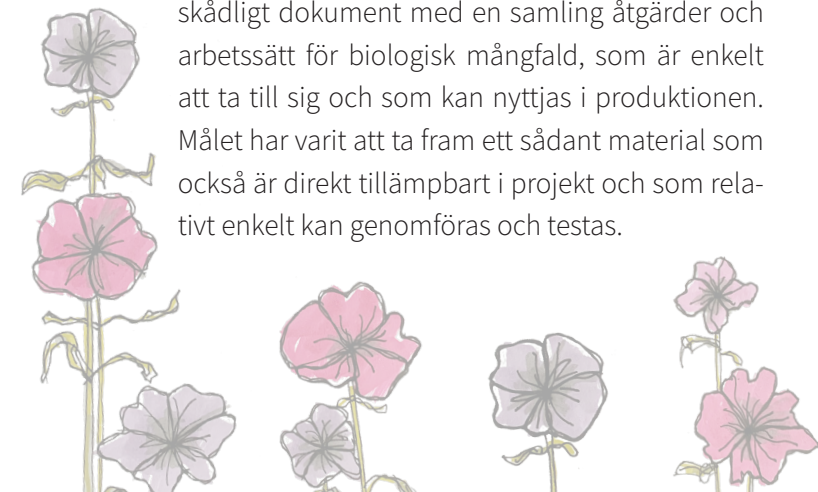 skådligt dokument med en samling åtgärder och
arbetssätt för biologisk mångfald, som är enkelt
att ta till sig och som kan nyttjas i produktionen.
Målet har varit att ta fram ett sådant material som
också är direkt tillämpbart i projekt och som rela-
tivt enkelt kan genomföras och testas.